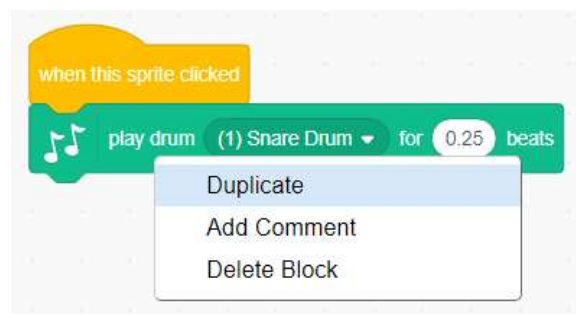 when this sprite clicked
play drum (1) Snare Drum for 0.25 beats
Duplicate
Add Comment
Delete Block